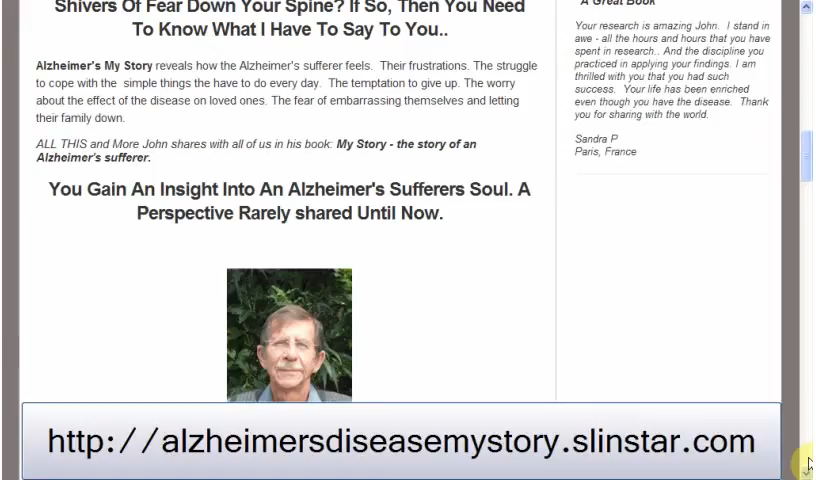 Shivers Of Fear Down Your Spine? If So, Then You Need
To Know What I Have To Say To You..
Alzheimer's My Story reveals how the Alzheimer's sufferer feels. Their frustrations. The struggle
to cope with the simple things the have to do every day. The temptation to give up. The worry
about the effect of the disease on loved ones. The fear of embarrassing themselves and letting
their family down.
ALL THIS and More John shares with all of us in his book: My Story - the story of an
Alzheimer's sufferer.
You Gain An Insight Into An Alzheimer's Sufferers Soul. A
Perspective Rarely shared Until Now.
"A Great Book"
Your research is amazing John. I stand in
awe - all the hours and hours that you have
spent in research.. And the discipline you
practiced in applying your findings. I am
thrilled with you that you had such
success. Your life has been enriched
even though you have the disease. Thank
you for sharing with the world.
Sandra P
Paris, France
http://alzheimersdiseasemystory.slinstar.com